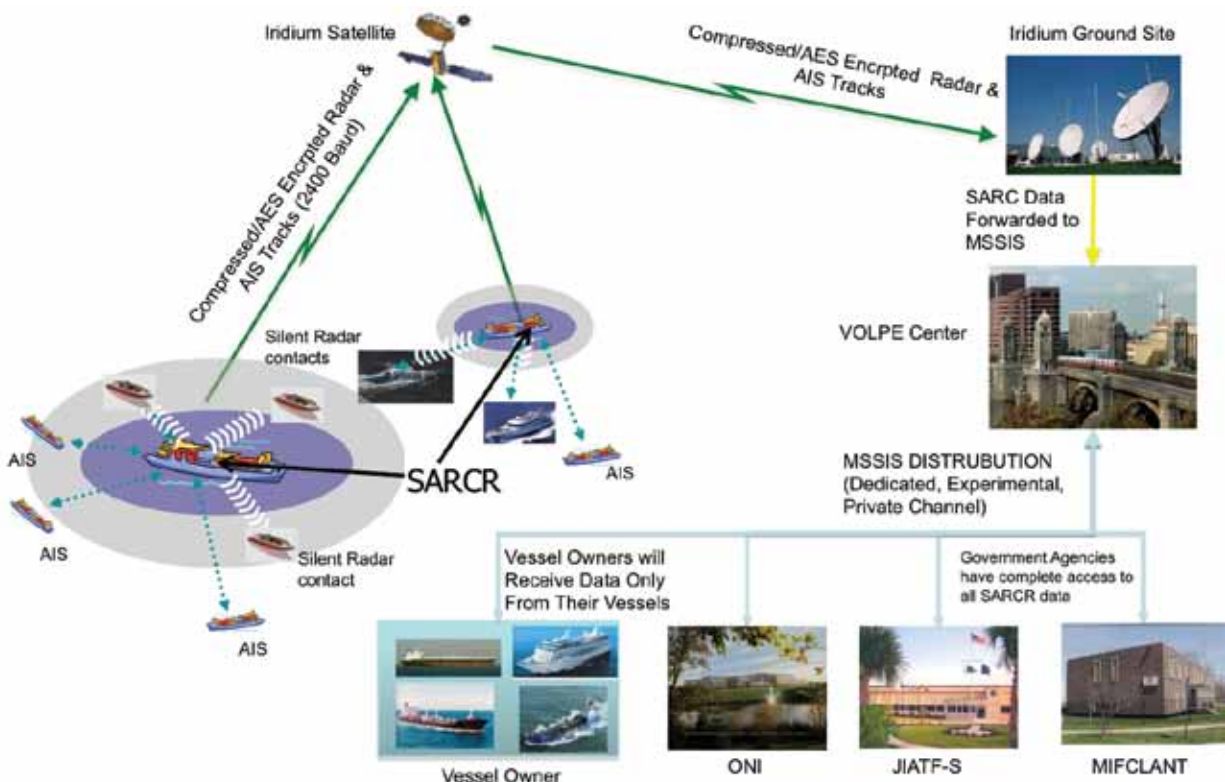 Iridium Satellite
Compressed/AES Encrpted Radar &
AIS Tracks
Iridium Ground Site
Compressed/AES Encrpted Radar &
AIS Tracks (2400 Baud)
SARC Data
Forwarded to
MSSIS
VOLPE Center
Silent Radar
contacts
AIS
AIS
AIS
AIS
SARCR
Silent Radar
contact
MSSIS DISTRUBUTION
(Dedicated, Experimental,
Private Channel)
Vessel Owners will
Receive Data Only
From Their Vessels
Government Agencies
have complete access to
all SARCR data
Vessel Owner
ONI
JIATF-S
MIFCLANT